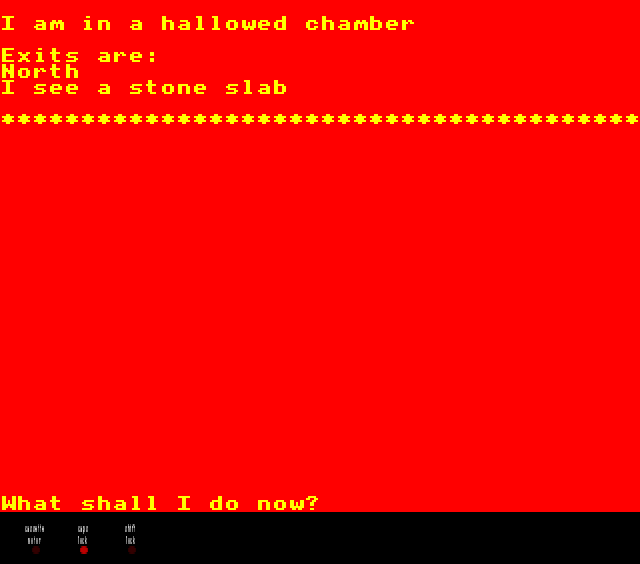 I am in a hallowed chamber
Exits are:
North
I see a stone slab
****************************************
What shall I do now?
cassette motor
caps lock
shift lock